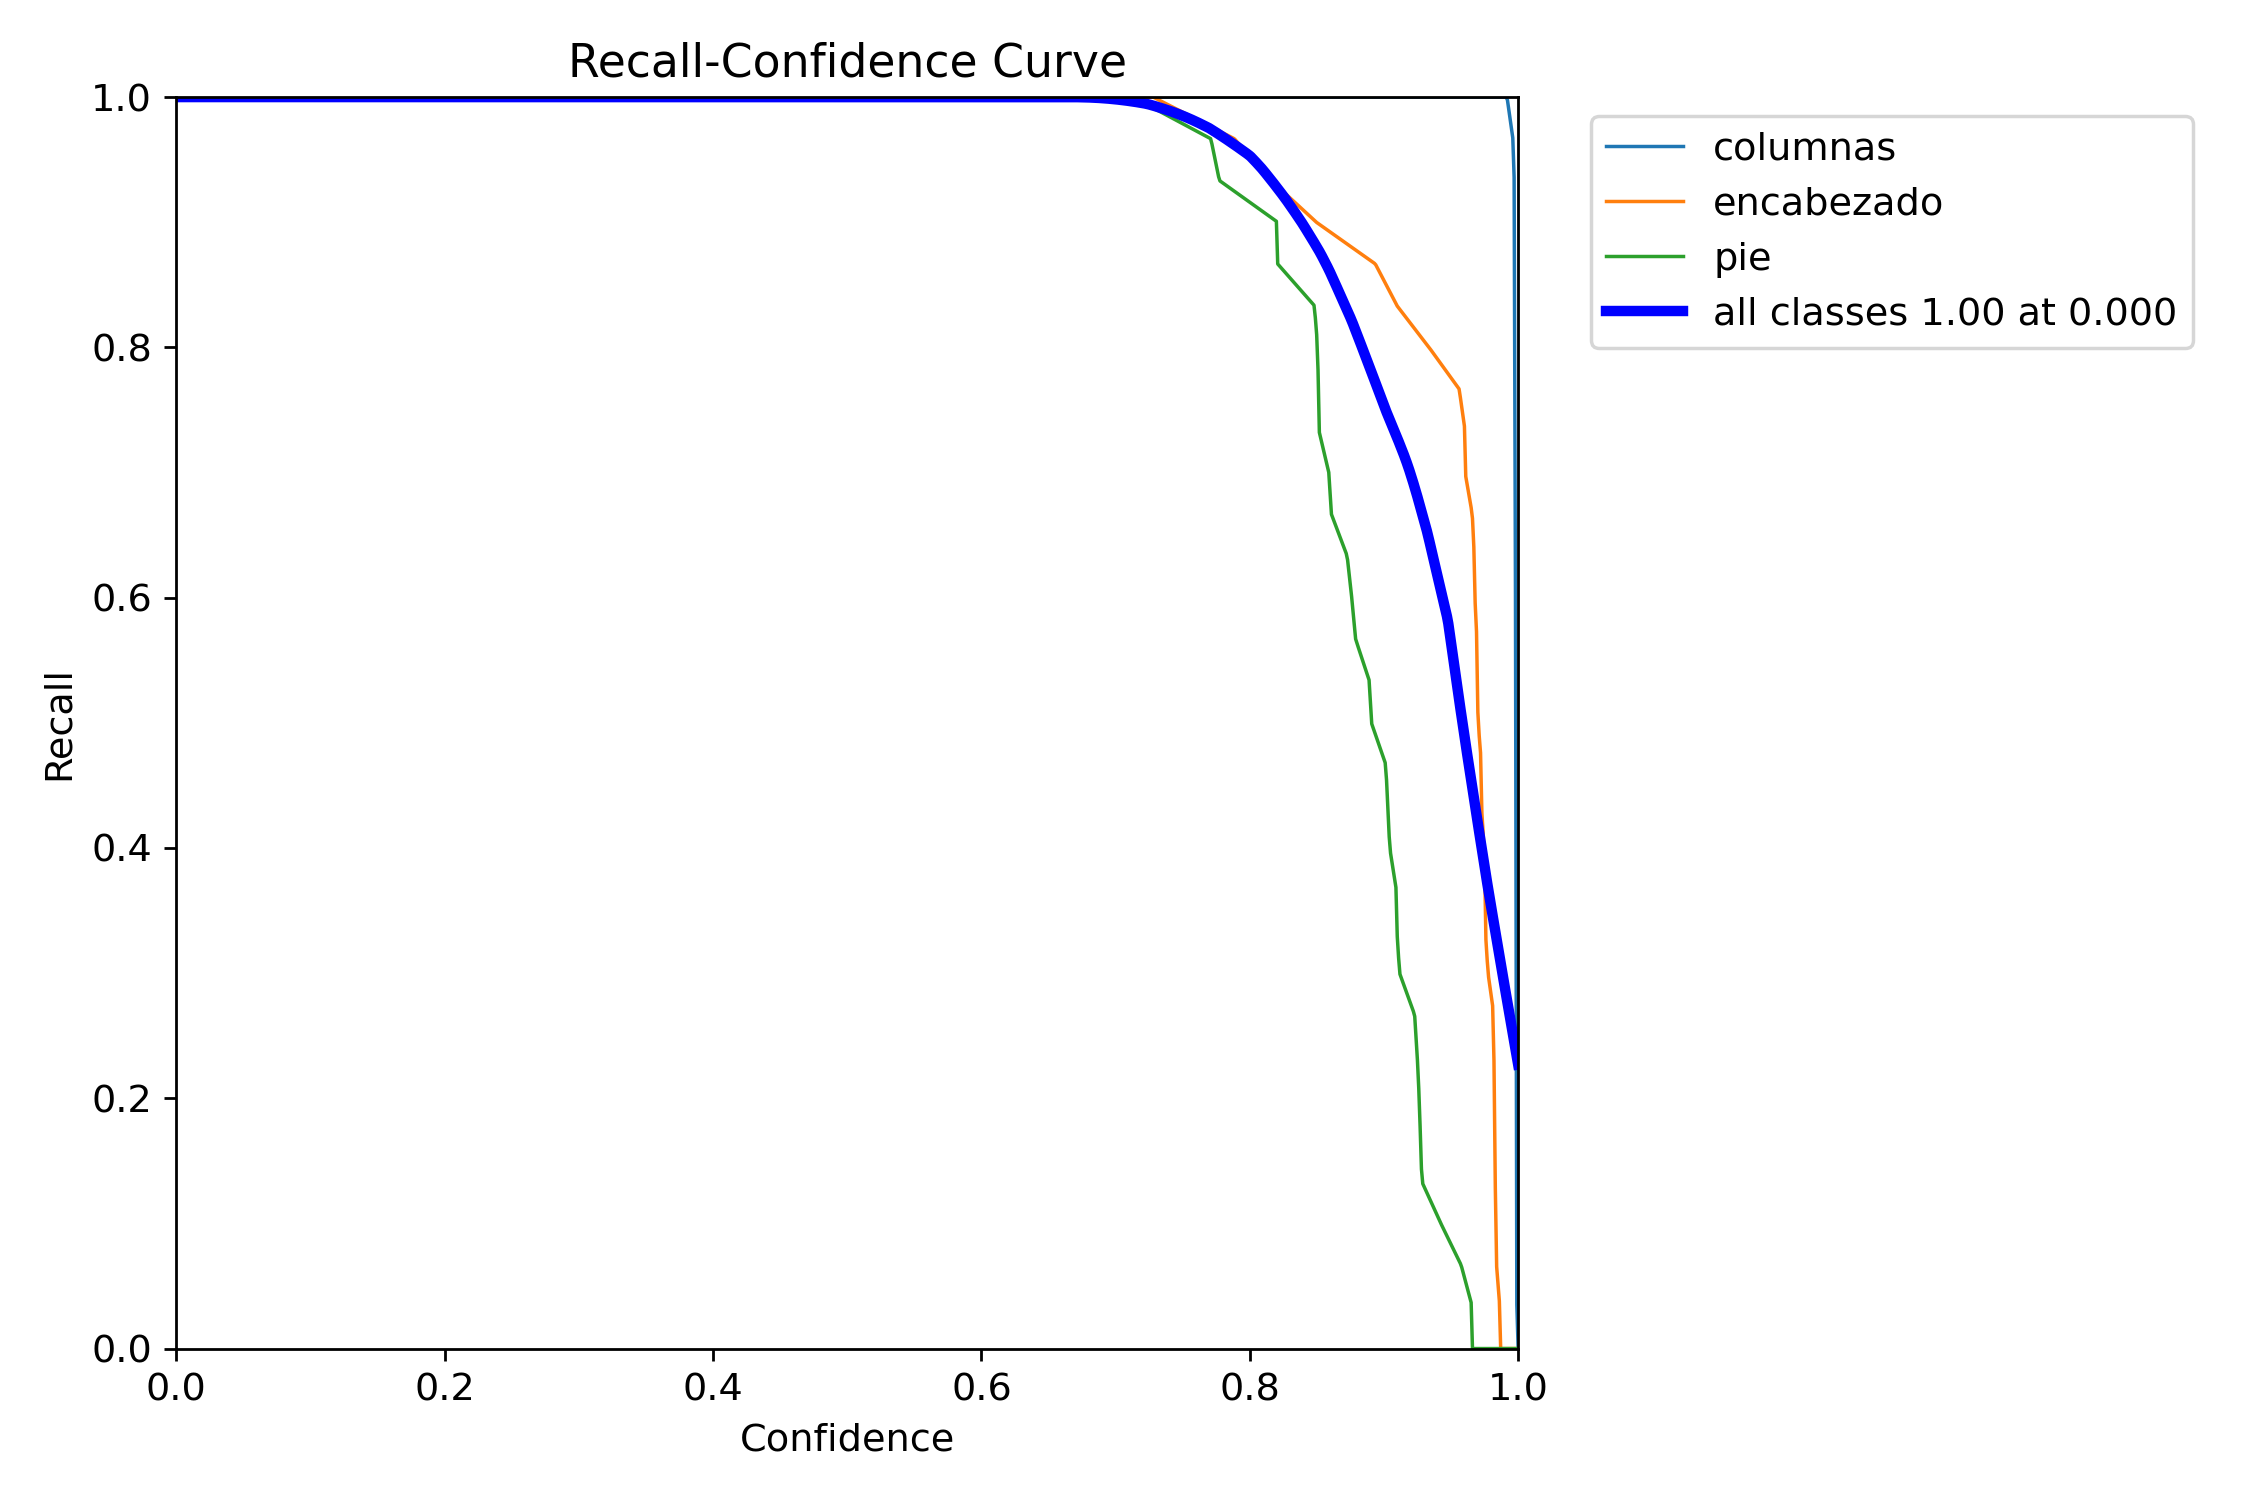 Recall-Confidence Curve
1.0
0.8
0.6
0.4
0.2
0.0
Recall
0.0 0.2 0.4 0.6 0.8 1.0
Confidence
columnas
encabezado
pie
all classes 1.00 at 0.000